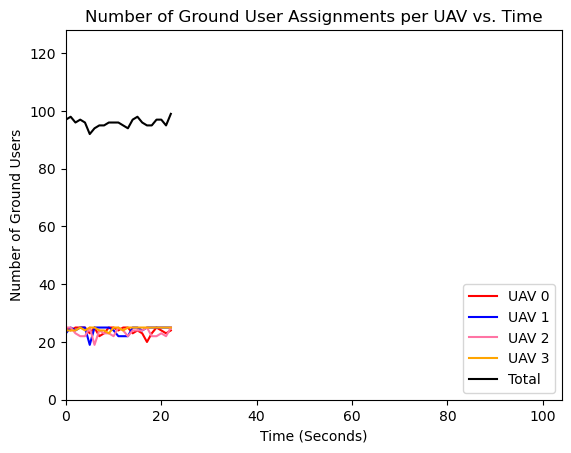 Number of Ground User Assignments per UAV vs. Time
120
100
80
60
40
20
0
Number of Ground Users
0 20 40 60 80 100
Time (Seconds)
UAV 0
UAV 1
UAV 2
UAV 3
Total